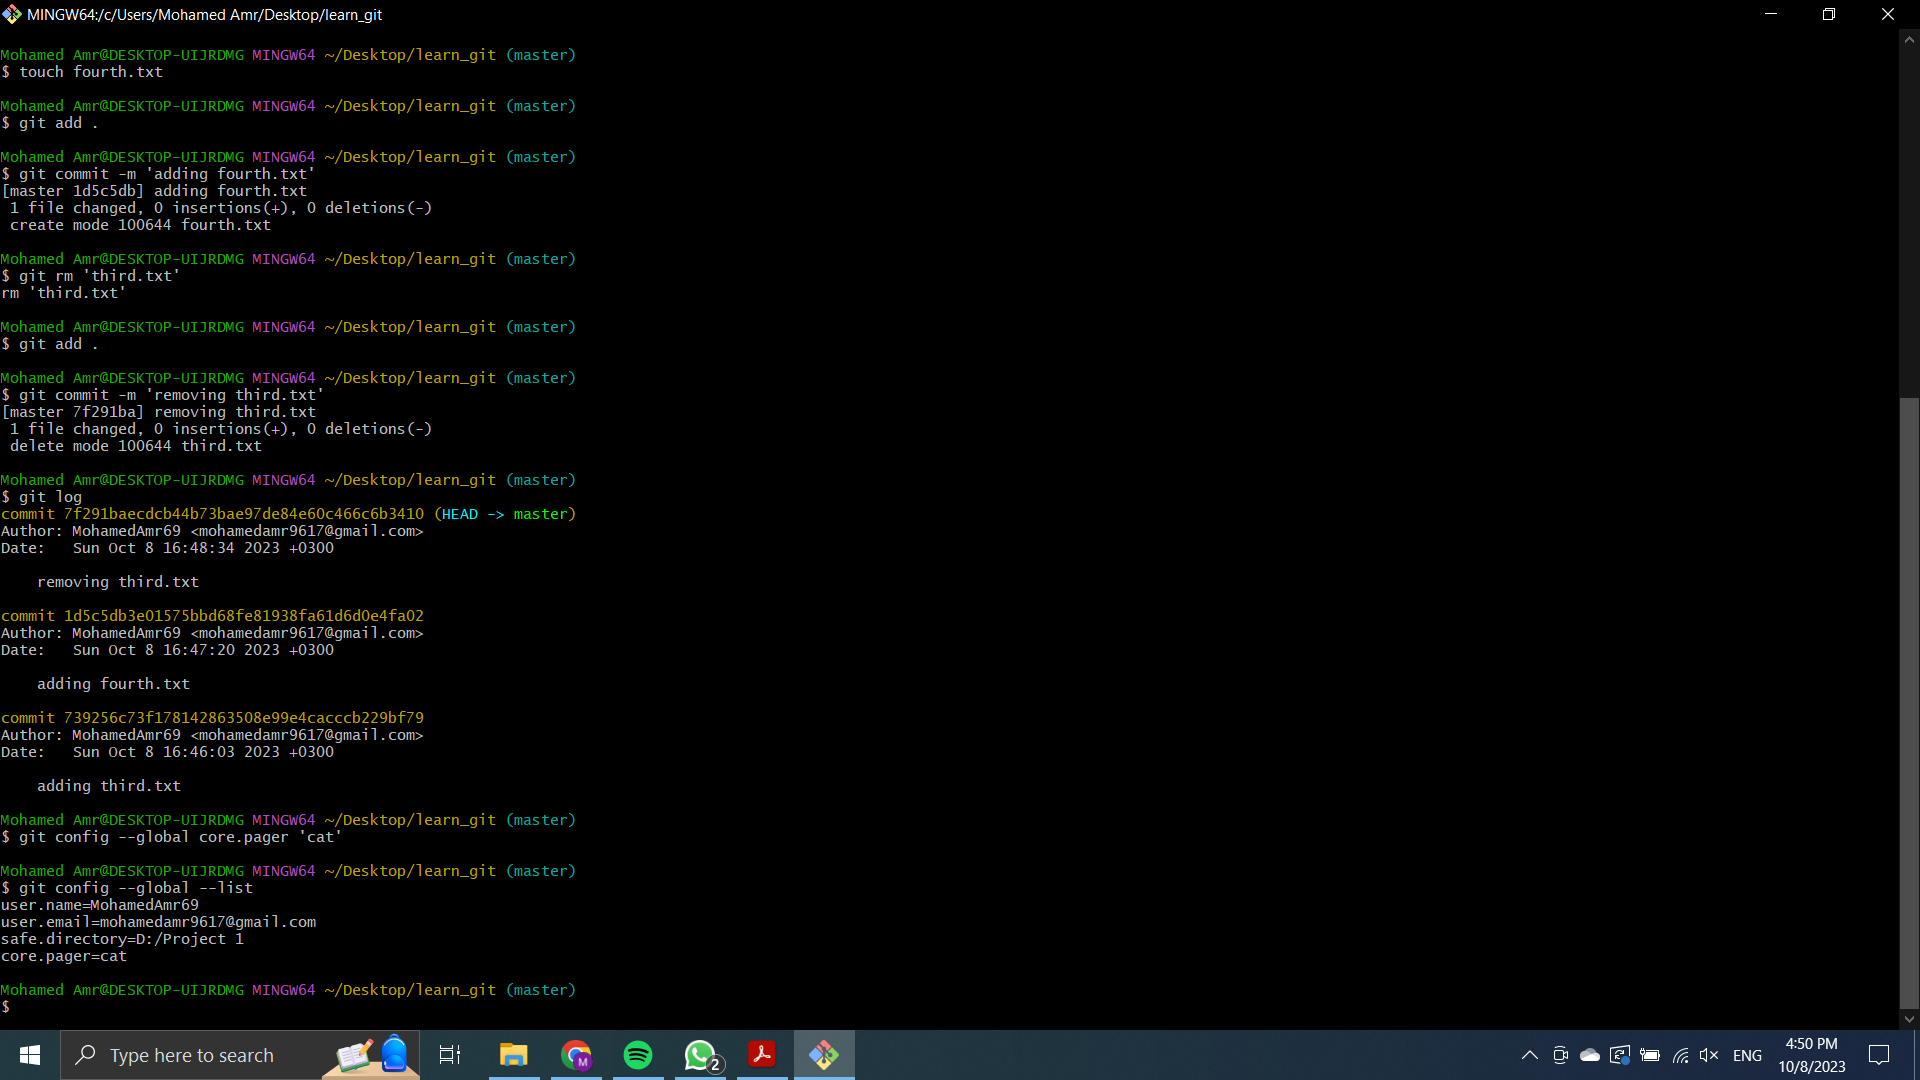 MINGW64:/c/Users/Mohamed Amr/Desktop/learn_git
Mohamed Amr@DESKTOP-UIJRDMG MINGW64 ~/Desktop/learn_git (master)
$ touch fourth.txt
Mohamed Amr@DESKTOP-UIJRDMG MINGW64 ~/Desktop/learn_git (master)
$ git add .
Mohamed Amr@DESKTOP-UIJRDMG MINGW64 ~/Desktop/learn_git (master)
$ git commit -m 'adding fourth.txt'
[master 1d5c5db] adding fourth.txt
 1 file changed, 0 insertions(+), 0 deletions(-)
 create mode 100644 fourth.txt
Mohamed Amr@DESKTOP-UIJRDMG MINGW64 ~/Desktop/learn_git (master)
$ git rm 'third.txt'
rm 'third.txt'
Mohamed Amr@DESKTOP-UIJRDMG MINGW64 ~/Desktop/learn_git (master)
$ git add .
Mohamed Amr@DESKTOP-UIJRDMG MINGW64 ~/Desktop/learn_git (master)
$ git commit -m 'removing third.txt'
[master 7f291ba] removing third.txt
 1 file changed, 0 insertions(+), 0 deletions(-)
 delete mode 100644 third.txt
Mohamed Amr@DESKTOP-UIJRDMG MINGW64 ~/Desktop/learn_git (master)
$ git log
commit 7f291baecdcb44b73bae97de84e60c466c6b3410 (HEAD -> master)
Author: MohamedAmr69 <mohamedamr9617@gmail.com>
Date:   Sun Oct 8 16:48:34 2023 +0300
    removing third.txt
commit 1d5c5db3e01575bbd68fe81938fa61d6d0e4fa02
Author: MohamedAmr69 <mohamedamr9617@gmail.com>
Date:   Sun Oct 8 16:47:20 2023 +0300
    adding fourth.txt
commit 739256c73f178142863508e99e4cacccb229bf79
Author: MohamedAmr69 <mohamedamr9617@gmail.com>
Date:   Sun Oct 8 16:46:03 2023 +0300
    adding third.txt
Mohamed Amr@DESKTOP-UIJRDMG MINGW64 ~/Desktop/learn_git (master)
$ git config --global core.pager 'cat'
Mohamed Amr@DESKTOP-UIJRDMG MINGW64 ~/Desktop/learn_git (master)
$ git config --global --list
user.name=MohamedAmr69
user.email=mohamedamr9617@gmail.com
safe.directory=D:/Project 1
core.pager=cat
Mohamed Amr@DESKTOP-UIJRDMG MINGW64 ~/Desktop/learn_git (master)
$
Type here to search
M
2
ENG
4:50 PM
10/8/2023